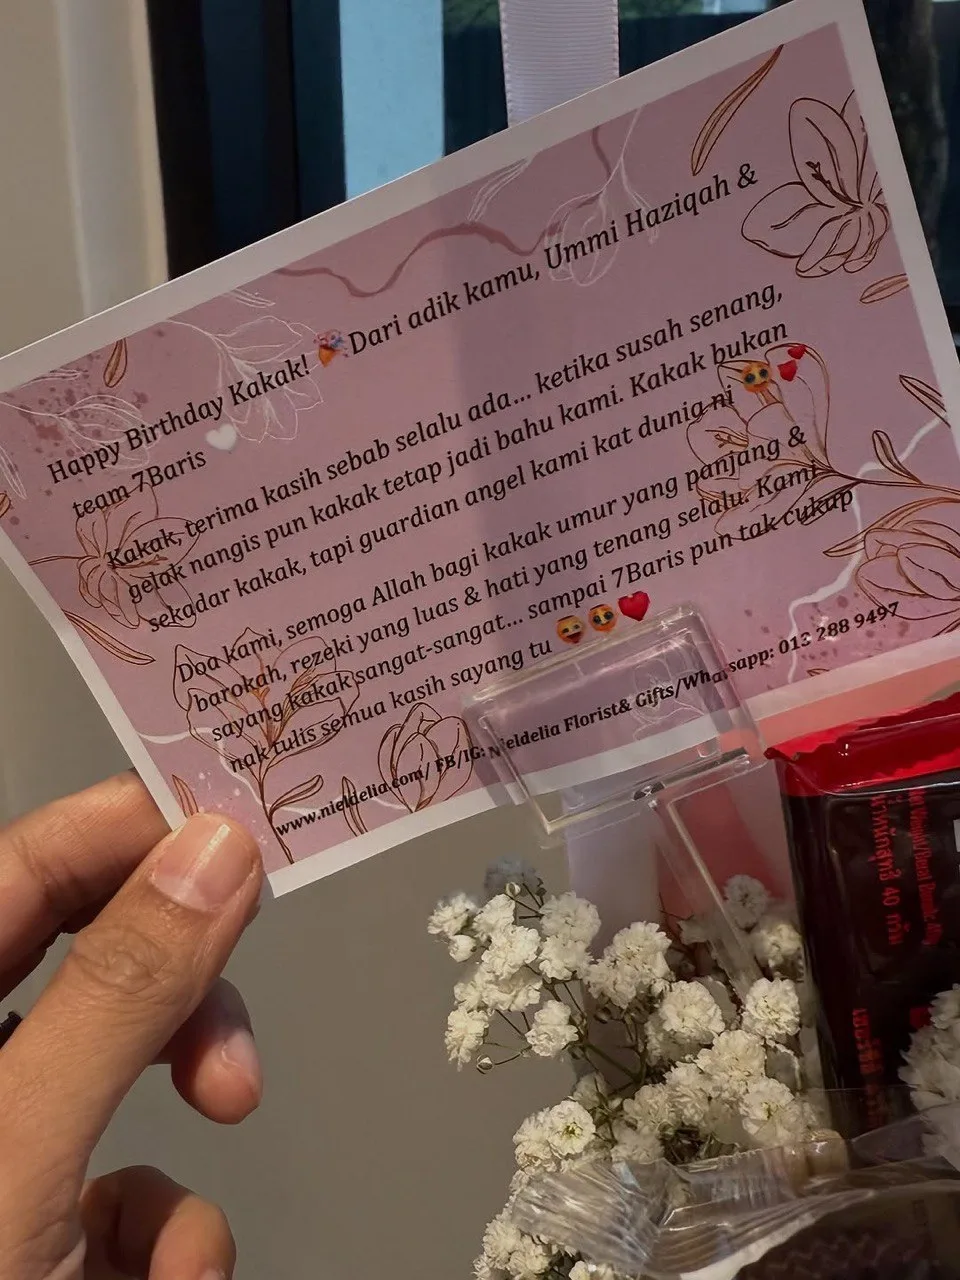 Happy Birthday Kakak! 🎉Dari adik kamu, Ummi Haziqah &
team 7Baris 🤍
Kakak, terima kasih sebab selalu ada... ketika susah senang,
gelak nangis pun kakak tetap jadi bahu kami. Kakak bukan
sekadar kakak, tapi guardian angel kami kat dunia ni 🥹💕
Doa kami, semoga Allah bagi kakak umur yang panjang &
barokah, rezeki yang luas & hati yang tenang selalu. Kami
sayang kakak sangat-sangat... sampai 7Baris pun tak cukup
nak tulis semua kasih sayang tu 🥹🥹❤️
www.nieldelia.com/ FB/IG: Nieldelia Florist& Gifts/Whatsapp: 013 288 9497
40